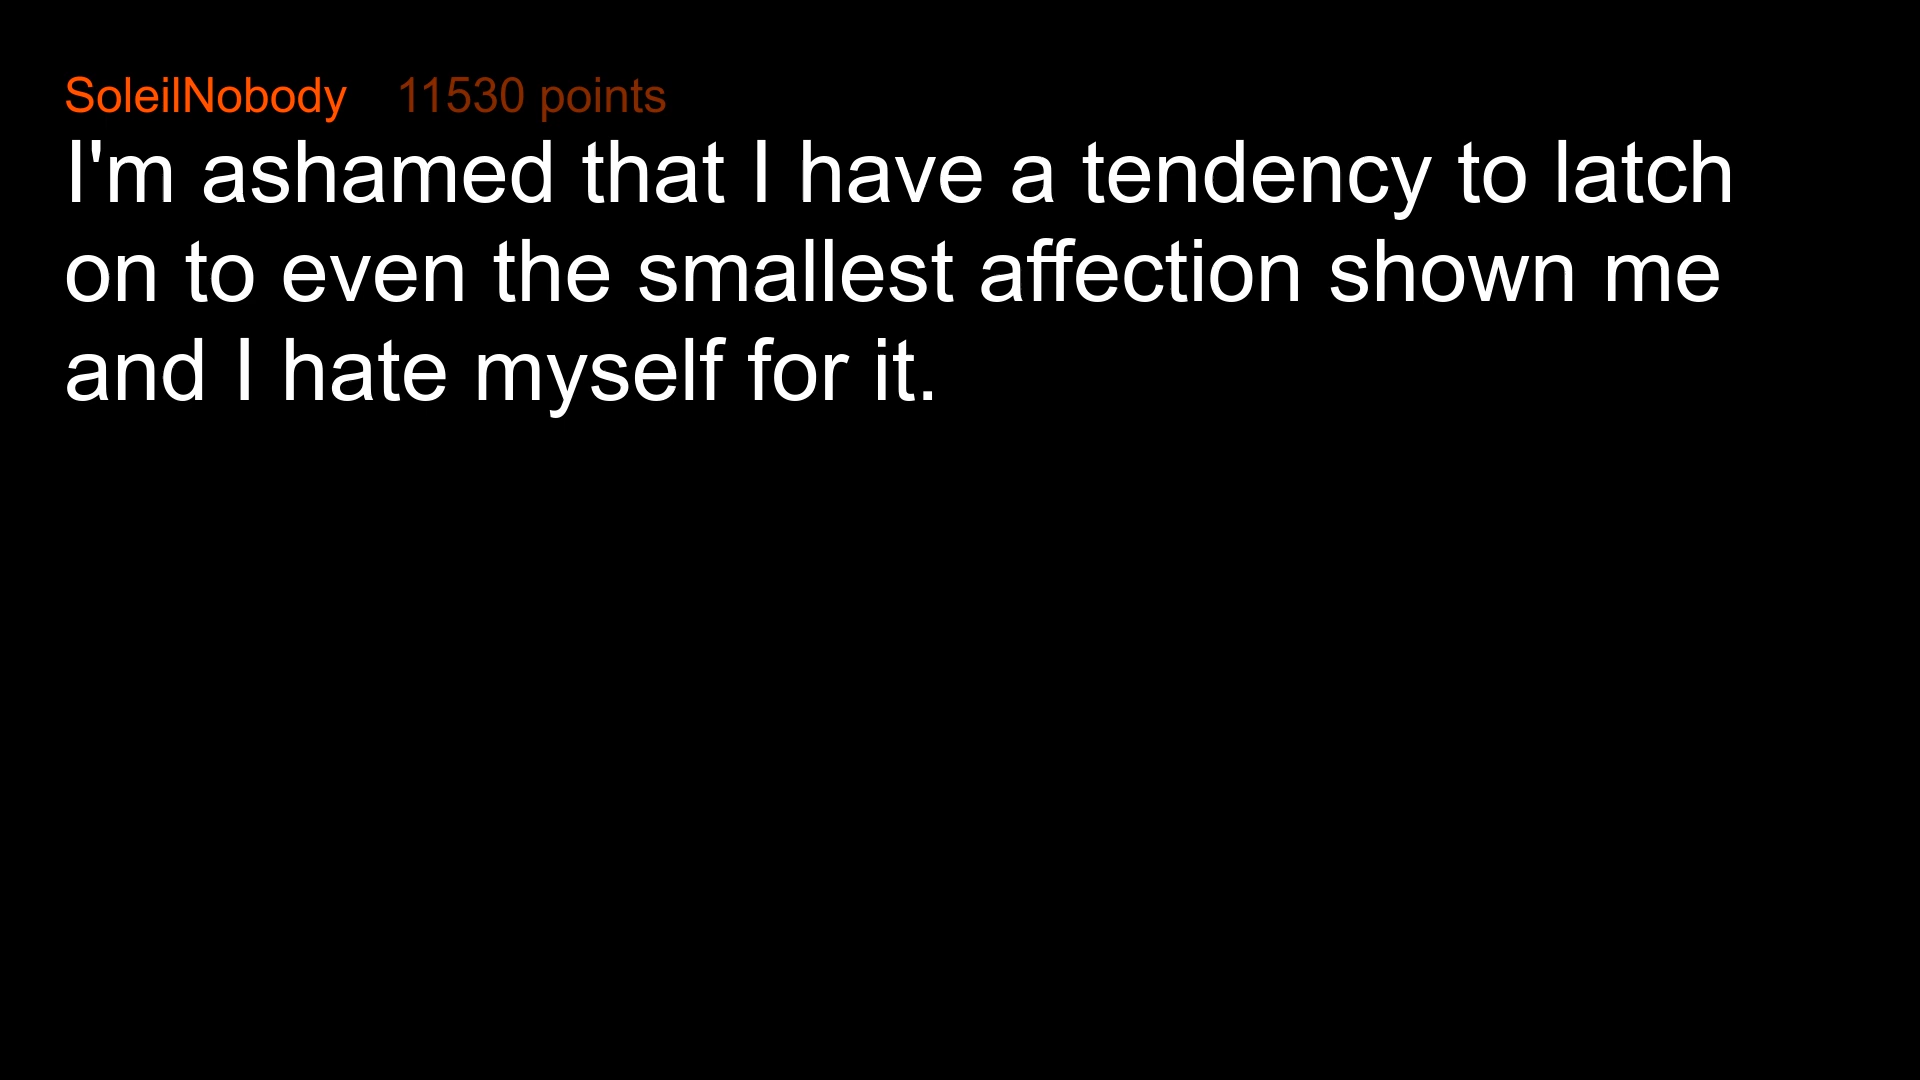 SoleilNobody 11530 points
I'm ashamed that I have a tendency to latch
on to even the smallest affection shown me
and I hate myself for it.